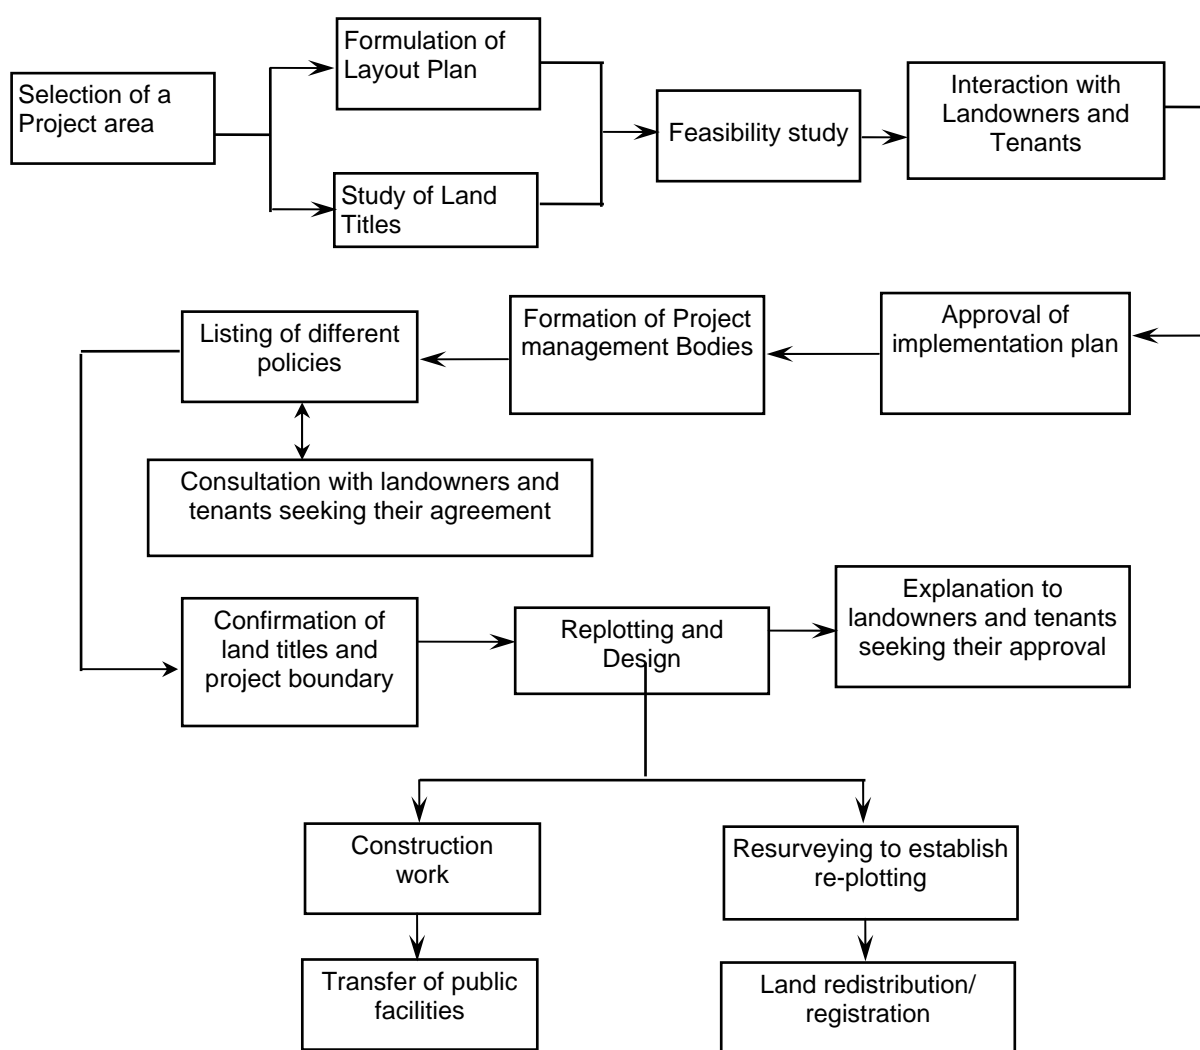 Selection of a
Project area
Formulation of
Layout Plan
Study of Land
Titles
Feasibility study
Interaction with
Landowners and
Tenants
Approval of
implementation plan
Formation of Project
management Bodies
Listing of different
policies
Consultation with landowners and
tenants seeking their agreement
Confirmation of
land titles and
project boundary
Replotting and
Design
Explanation to
landowners and tenants
seeking their approval
Construction
work
Resurveying to establish
re-plotting
Transfer of public
facilities
Land redistribution/
registration